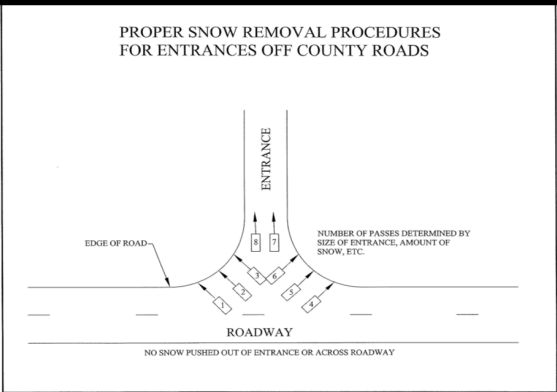 PROPER SNOW REMOVAL PROCEDURES
FOR ENTRANCES OFF COUNTY ROADS
ENTRANCE
EDGE OF ROAD
NUMBER OF PASSES DETERMINED BY
SIZE OF ENTRANCE, AMOUNT OF
SNOW, ETC.
8
7
3
6
2
5
1
4
ROADWAY
NO SNOW PUSHED OUT OF ENTRANCE OR ACROSS ROADWAY